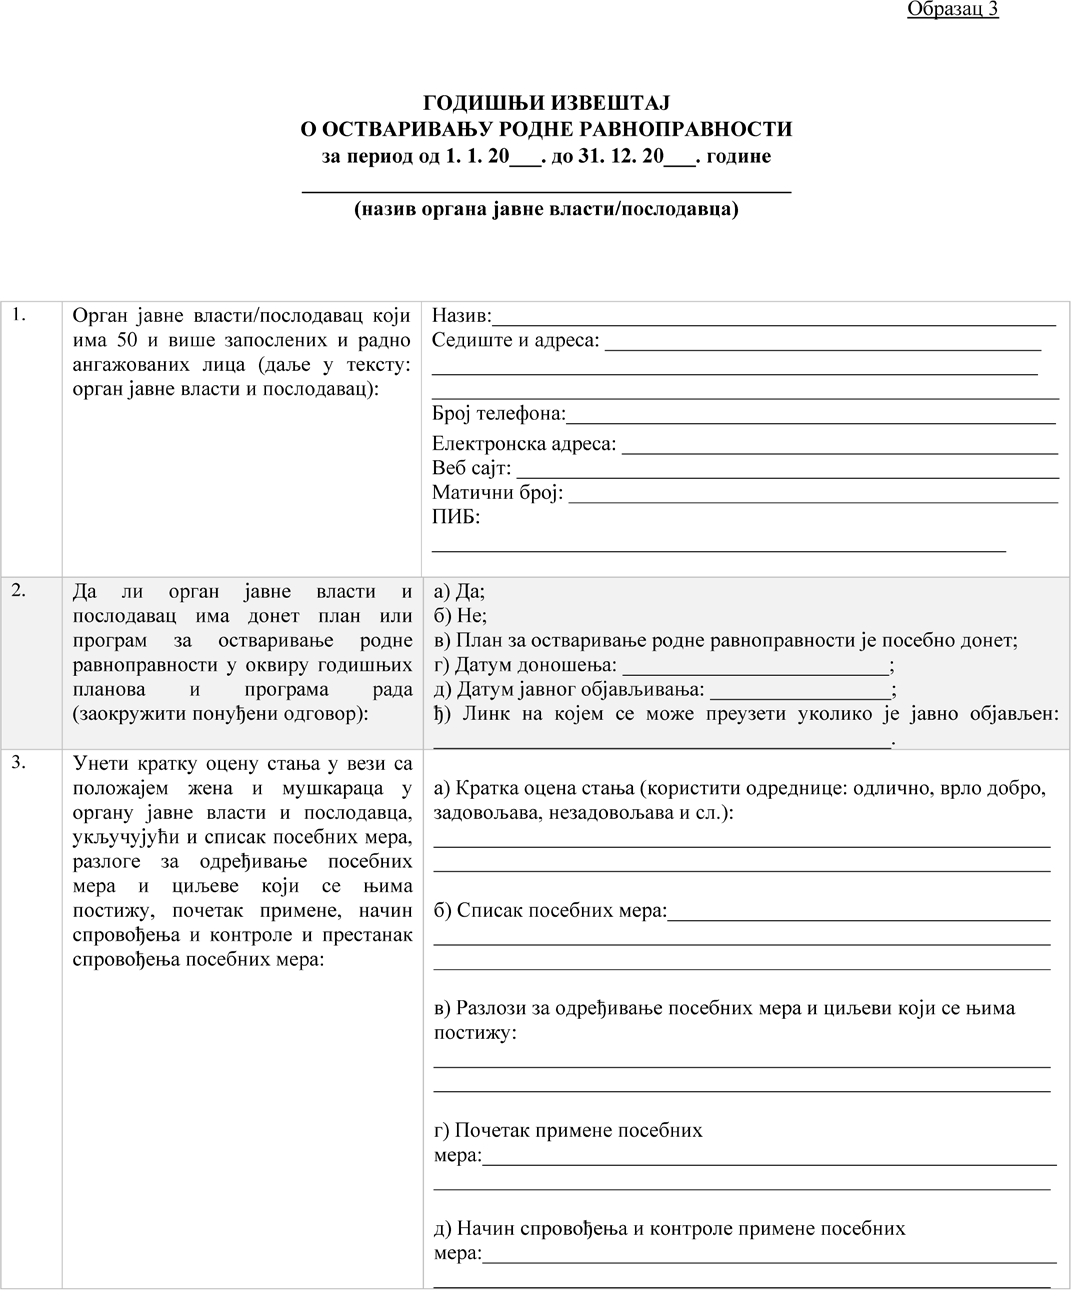 Образац 3
ГОДИШЊИ ИЗВЕШТАЈ
О ОСТВАРИВАЊУ РОДНЕ РАВНОПРАВНОСТИ
за период од 1. 1. 20___. до 31. 12. 20___. године
(назив органа јавне власти/послодавца)
1.
Орган јавне власти/послодавац који
има 50 и више запослених и радно
ангажованих лица (даље у тексту:
орган јавне власти и послодавац):
Назив:
Седиште и адреса:
Број телефона:
Електронска адреса:
Веб сајт:
Матични број:
ПИБ:
2.
Да ли орган јавне власти и
послодавац има донет план или
програм за остваривање родне
равноправности у оквиру годишњих
планова и програма рада
(заокружити понуђени одговор):
а) Да;
б) Не;
в) План за остваривање родне равноправности је посебно донет;
г) Датум доношења: ________________________;
д) Датум јавног објављивања: ________________;
ђ) Линк на којем се може преузети уколико је јавно објављен:
_________________________________________.
3.
Унети кратку оцену стања у вези са
положајем жена и мушкараца у
органу јавне власти и послодавца,
укључујући и списак посебних мера,
разлоге за одређивање посебних
мера и циљеве који се њима
постижу, почетак примене, начин
спровођења и контроле и престанак
спровођења посебних мера:
а) Кратка оцена стања (користити одреднице: одлично, врло добро,
задовољава, незадовољава и сл.):
б) Списак посебних мера:
в) Разлози за одређивање посебних мера и циљеви који се њима
постижу:
г) Почетак примене посебних
мера:
д) Начин спровођења и контроле примене посебних
мера: